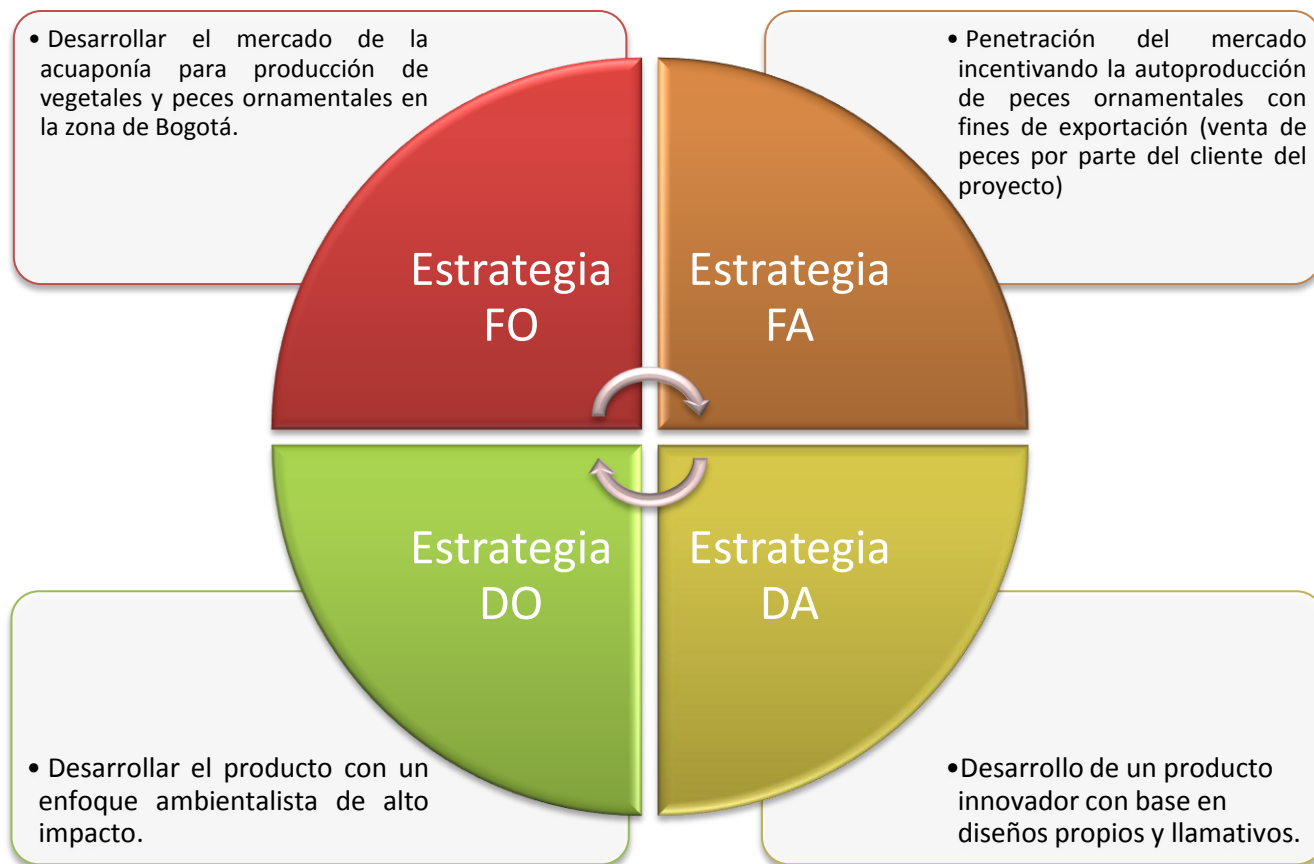 • Desarrollar el mercado de la
acuaponía para producción de
vegetales y peces ornamentales en
la zona de Bogotá.
• Penetración del mercado
incentivando la autoproducción
de peces ornamentales con
fines de exportación (venta de
peces por parte del cliente del
proyecto)
Estrategia
FO
Estrategia
FA
Estrategia
DO
Estrategia
DA
• Desarrollar el producto con un
enfoque ambientalista de alto
impacto.
•Desarrollo de un producto
innovador con base en
diseños propios y llamativos.